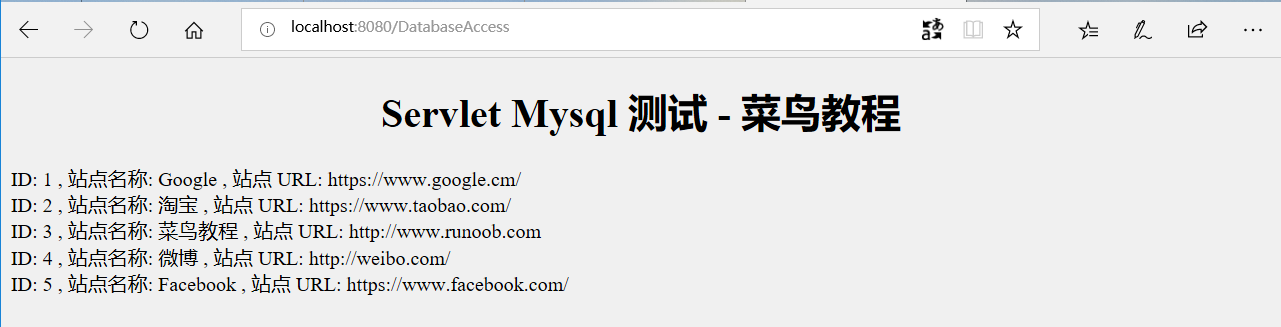 localhost:8080/DatabaseAccess
Servlet Mysql 测试 - 菜鸟教程
ID: 1 , 站点名称: Google , 站点 URL: https://www.google.cm/
ID: 2 , 站点名称: 淘宝 , 站点 URL: https://www.taobao.com/
ID: 3 , 站点名称: 菜鸟教程 , 站点 URL: http://www.runoob.com
ID: 4 , 站点名称: 微博 , 站点 URL: http://weibo.com/
ID: 5 , 站点名称: Facebook , 站点 URL: https://www.facebook.com/